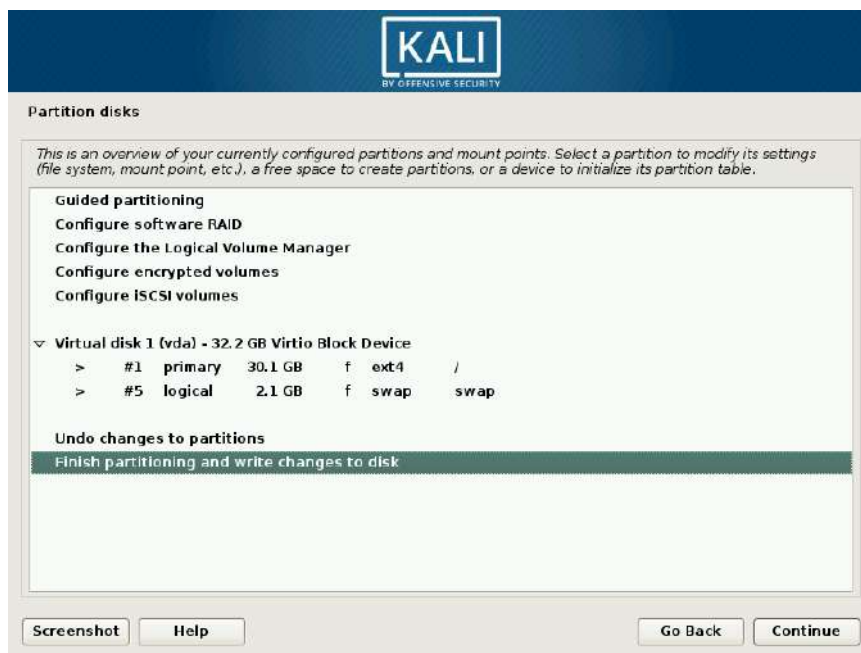 KALI
BY OFFENSIVE SECURITY
Partition disks
This is an overview of your currently configured partitions and mount points. Select a partition to modify its settings
(file system, mount point, etc.), a free space to create partitions, or a device to initialize its partition table.
Guided partitioning
Configure software RAID
Configure the Logical Volume Manager
Configure encrypted volumes
Configure iSCSI volumes
Virtual disk 1 (vda) - 32.2 GB Virtio Block Device
> #1 primary 30.1 GB f ext4 /
> #5 logical 2.1 GB f swap swap
Undo changes to partitions
Finish partitioning and write changes to disk
Screenshot Help Go Back Continue